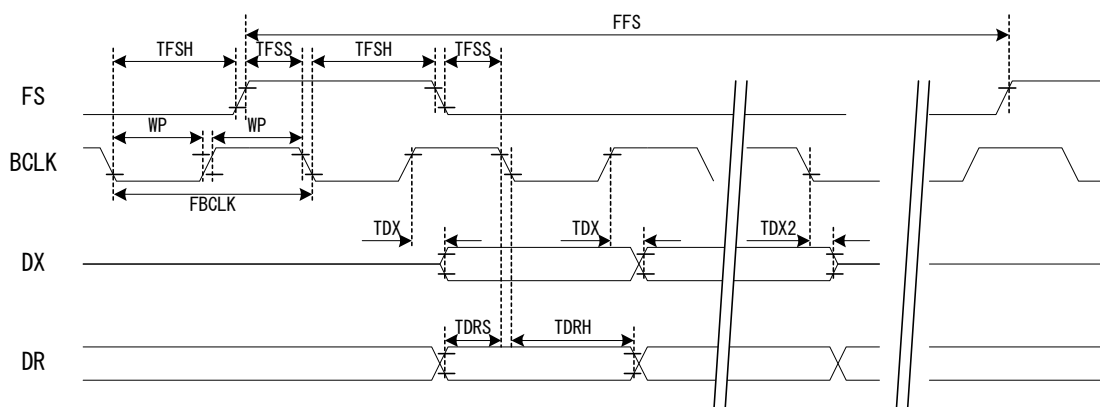 FFS
TFSH TFSS TFSH TFSS
FS
WP WP
BCLK
FBCLK
TDX TDX TDX2
DX
TDRS TDRH
DR